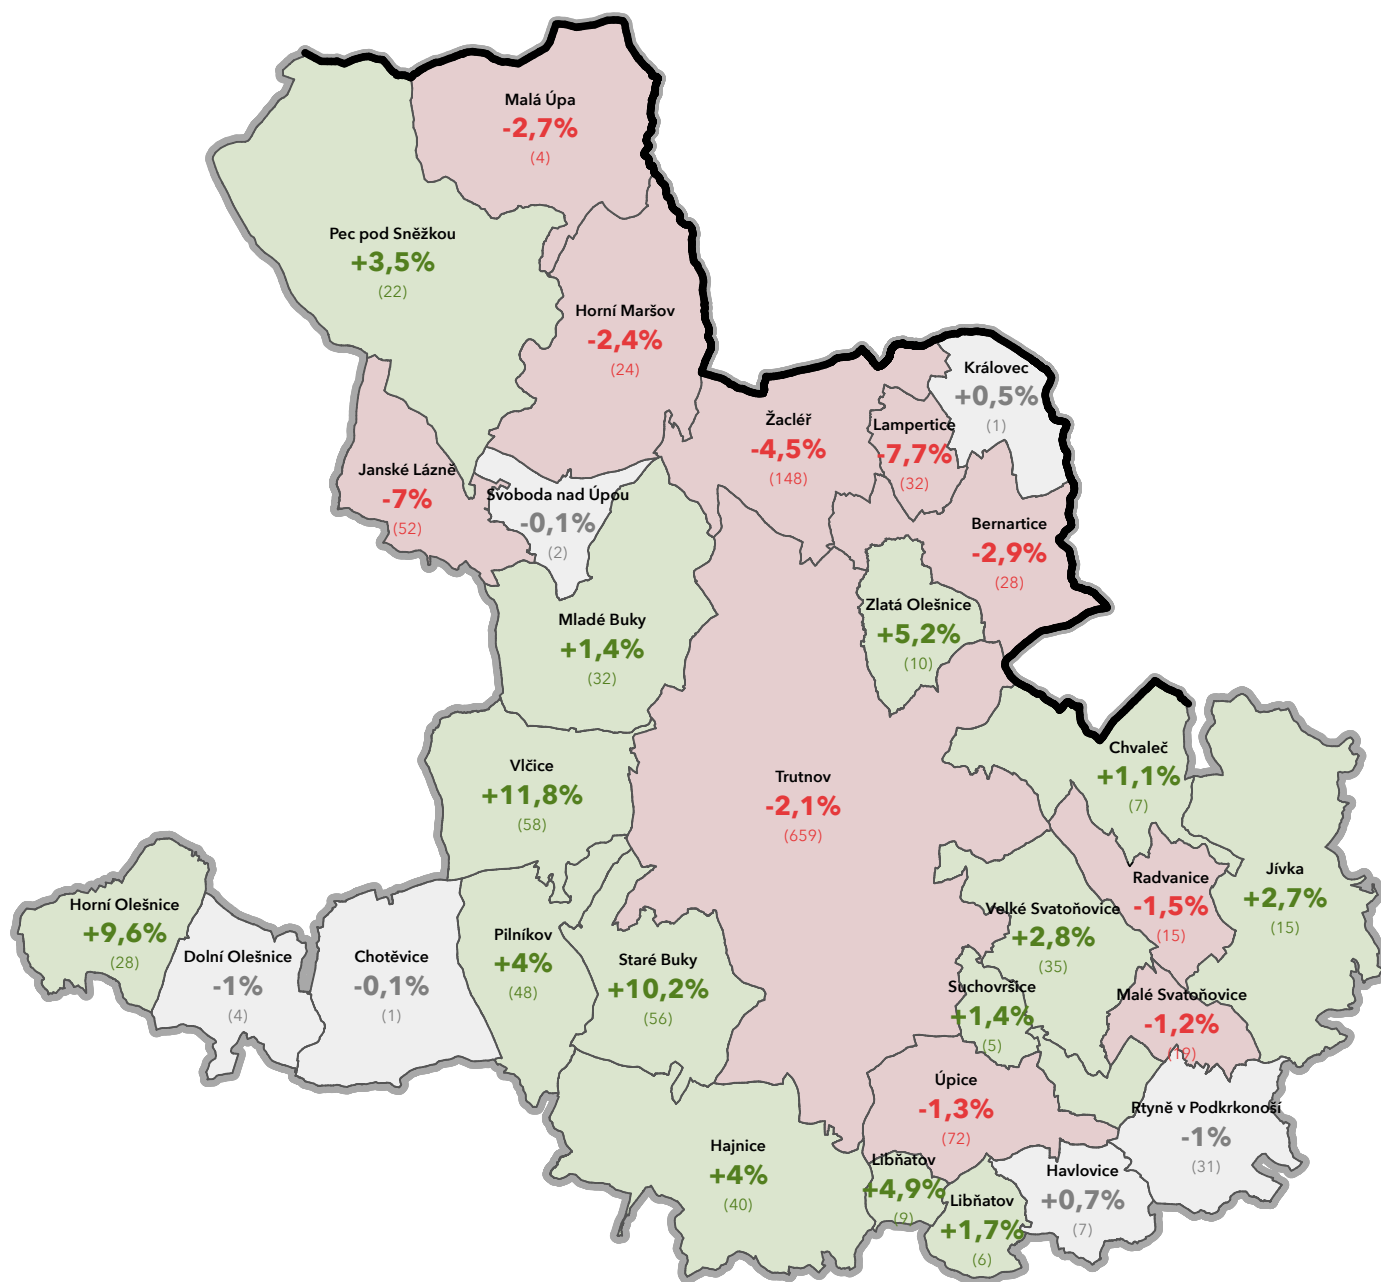 Malá Úpa
-2,7%
(4)
Pec pod Sněžkou
+3,5%
(22)
Horní Maršov
-2,4%
(24)
Královec
+0,5%
(1)
Žacléř
-4,5%
(148)
Lampertice
-7,7%
(32)
Janské Lázně
-7%
(52)
Svoboda nad Úpou
-0,1%
(2)
Bernartice
-2,9%
(28)
Zlatá Olešnice
+5,2%
(10)
Mladé Buky
+1,4%
(32)
Chvaleč
+1,1%
(7)
Vlčice
+11,8%
(58)
Trutnov
-2,1%
(659)
Jívka
+2,7%
(15)
Radvanice
-1,5%
(15)
Horní Olešnice
+9,6%
(28)
Velké Svatoňovice
+2,8%
(35)
Pilníkov
+4%
(48)
Dolní Olešnice
-1%
(4)
Chotěvice
-0,1%
(1)
Staré Buky
+10,2%
(56)
Suchovršice
+1,4%
(5)
Malé Svatoňovice
-1,2%
(19)
Úpice
-1,3%
(72)
Rtyně v Podkrkonoší
-1%
(31)
Hajnice
+4%
(40)
Libňatov
+4,9%
(9)
Havlovice
+0,7%
(7)
Libňatov
+1,7%
(6)